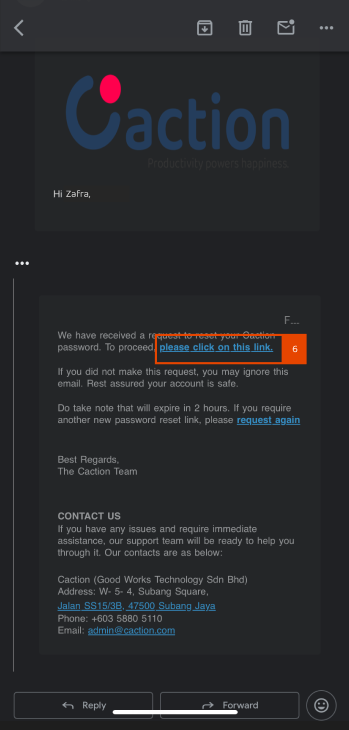 Caction
Productivity powers happiness
Hi Zafra,
F...
We have received a request to reset your Caction
password. To proceed, please click on this link.
6
If you did not make this request, you may ignore this
email. Rest assured your account is safe.
Do take note that will expire in 2 hours. If you require
another new password reset link, please request again
Best Regards,
The Caction Team
CONTACT US
If you have any issues and require immediate
assistance, our support team will be ready to help you
through it. Our contacts are as below:
Caction (Good Works Technology Sdn Bhd)
Address: W- 5- 4, Subang Square,
Jalan SS15/3B, 47500 Subang Jaya
Phone: +603 5880 5110
Email: admin@caction.com
Reply
Forward